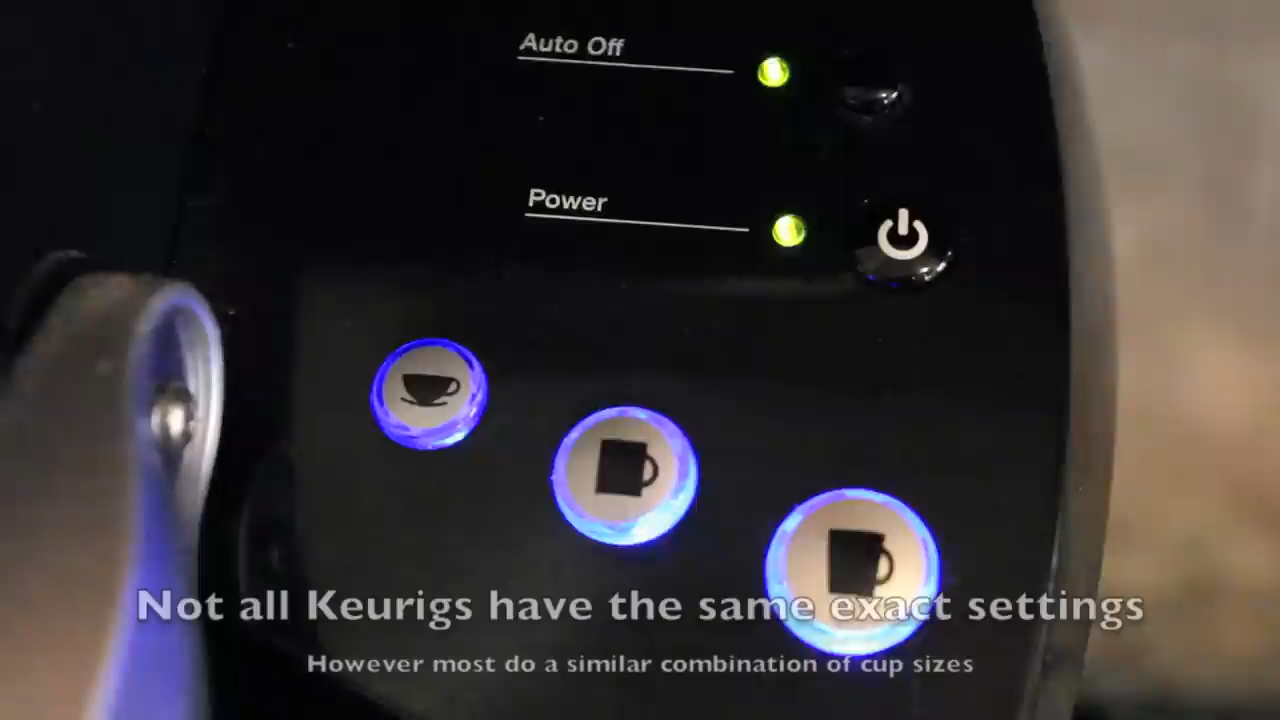 Auto Off
Power
Not all Keurigs have the same exact settings
However most do a similar combination of cup sizes